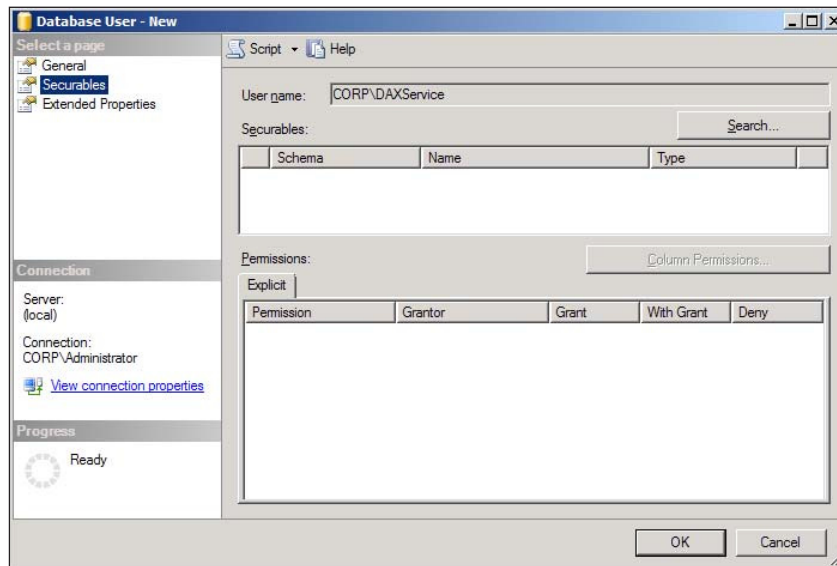 Database User - New
Select a page
General
Securables
Extended Properties
Script Help
User name: CORP\DAXService
Securables: Search...
Schema Name Type
Permissions: Column Permissions...
Explicit
Permission Grantor Grant With Grant Deny
Connection
Server:
(local)
Connection:
CORP\Administrator
View connection properties
Progress
Ready
OK Cancel